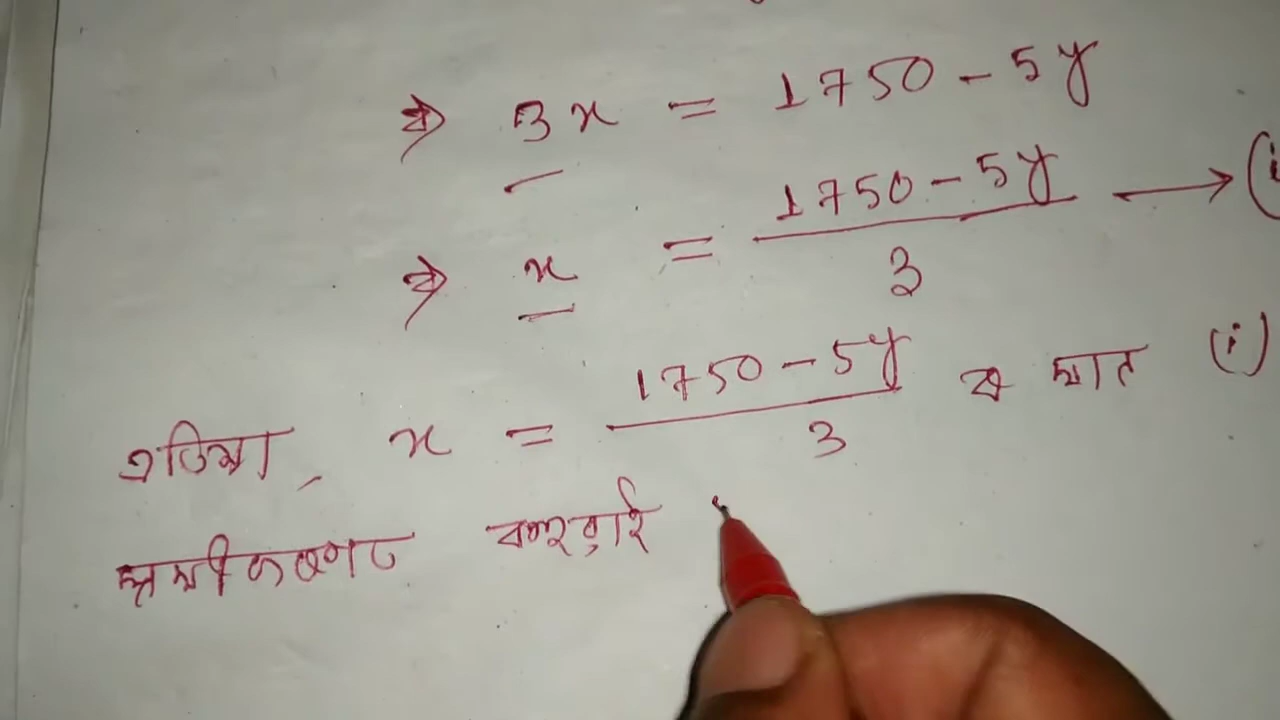 ⇒ 3x = 1750 - 5y
⇒ x = (1750 - 5y)/3 → (i
এতিয়া, x = (1750 - 5y)/3 ৰ মান (i)
সমীকৰণত বহুৱাই